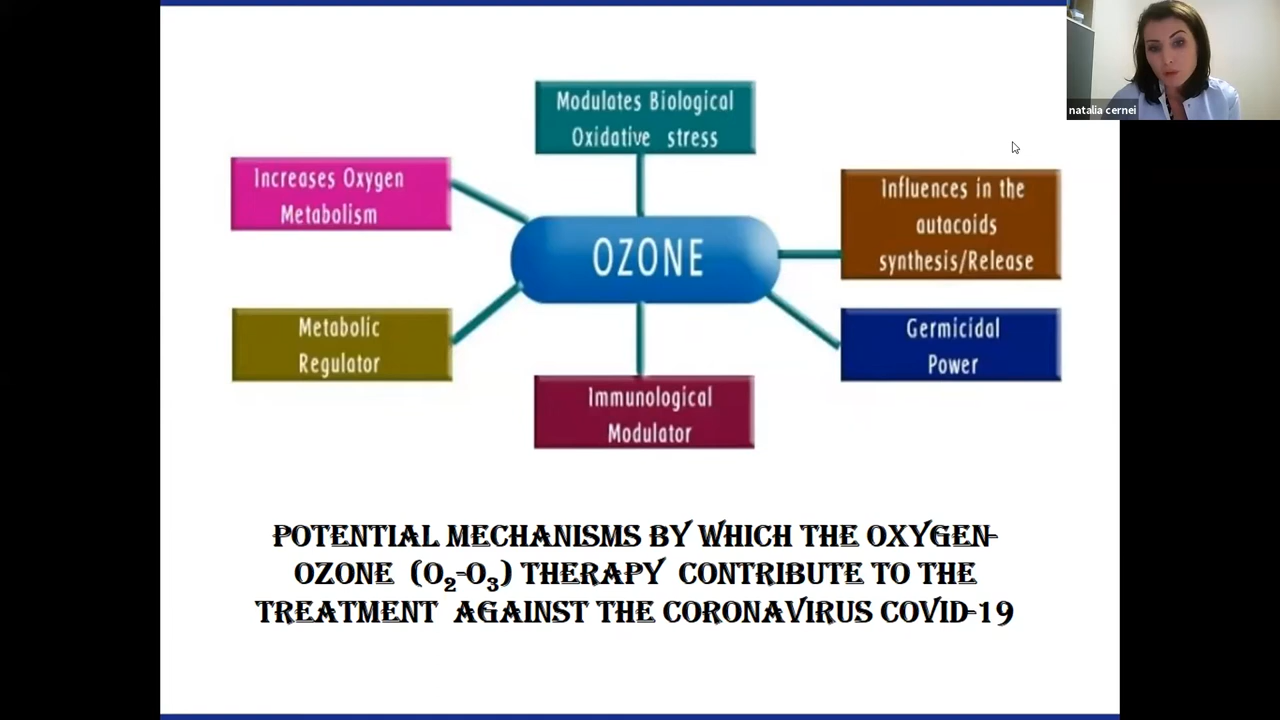 natalia cernei
Modulates Biological
Oxidative stress
Increases Oxygen
Metabolism
Influences in the
autacoids
synthesis/Release
OZONE
Metabolic
Regulator
Germicidal
Power
Immunological
Modulator
POTENTIAL MECHANISMS BY WHICH THE OXYGEN-
OZONE (O₂-O₃) THERAPY CONTRIBUTE TO THE
TREATMENT AGAINST THE CORONAVIRUS COVID-19